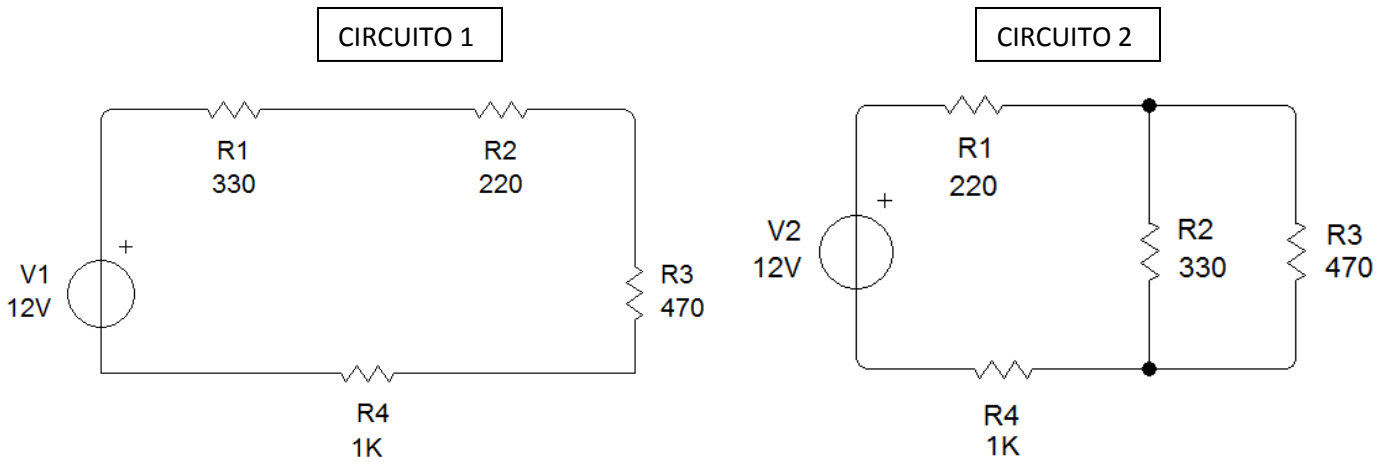 CIRCUITO 1
R1
330
R2
220
+
V1
12V
R3
470
R4
1K
CIRCUITO 2
R1
220
+
V2
12V
R2
330
R3
470
R4
1K